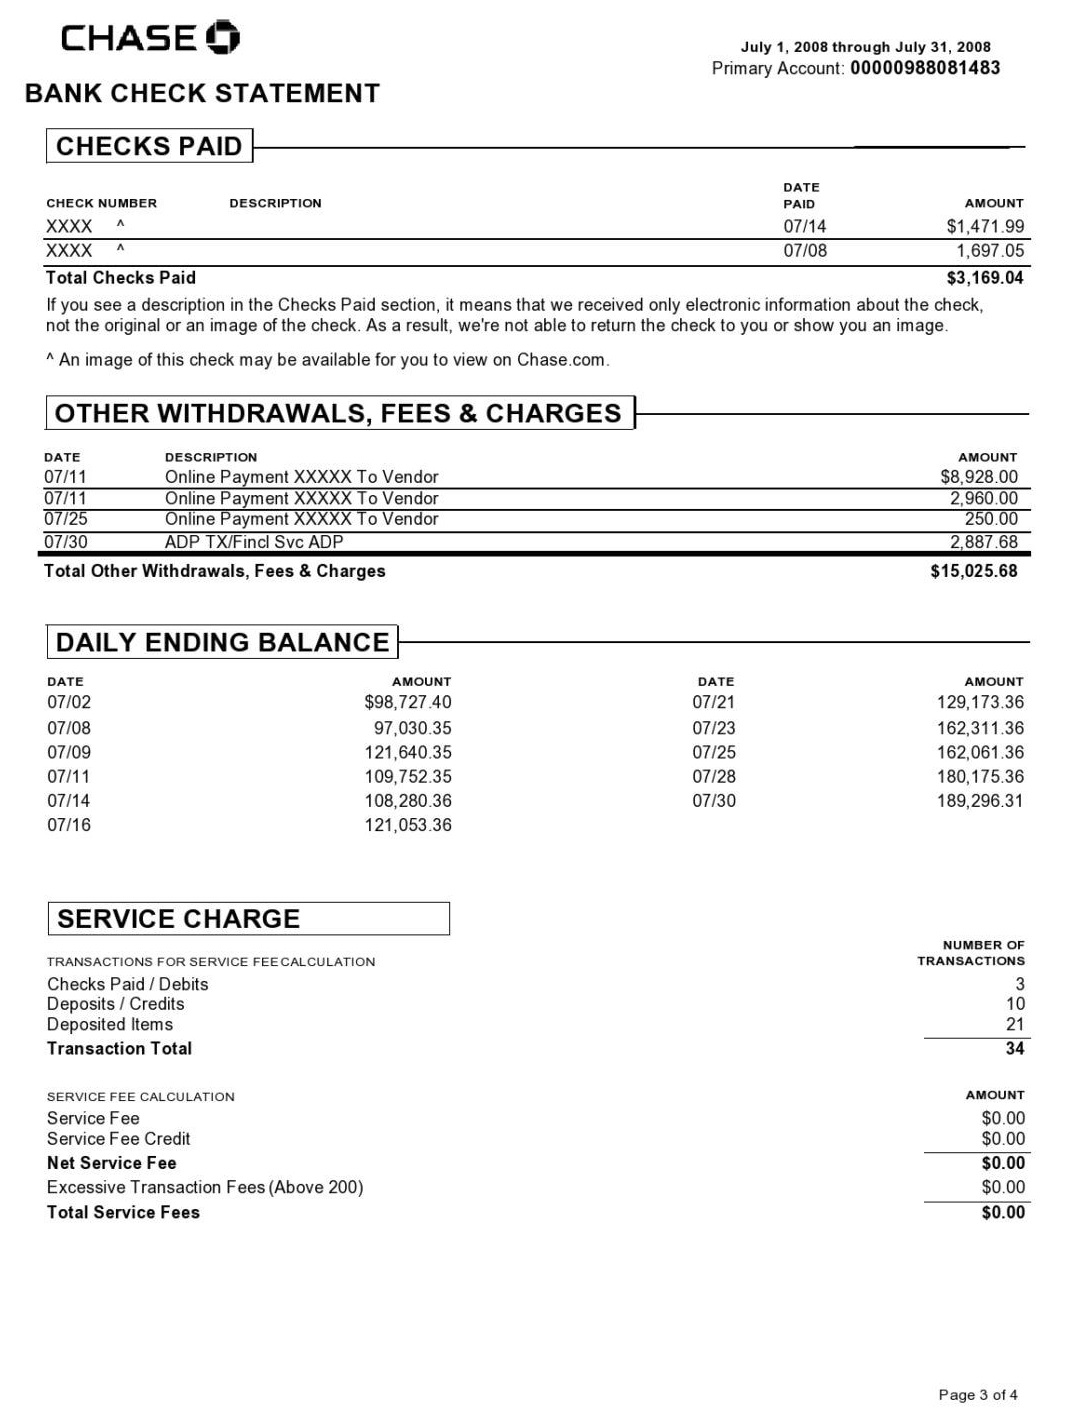 CHASE
July 1, 2008 through July 31, 2008
Primary Account: 00000988081483
BANK CHECK STATEMENT
CHECKS PAID
CHECK NUMBER DESCRIPTION DATE PAID AMOUNT
XXXX ^ 07/14 $1,471.99
XXXX ^ 07/08 1,697.05
Total Checks Paid $3,169.04
If you see a description in the Checks Paid section, it means that we received only electronic information about the check,
not the original or an image of the check. As a result, we're not able to return the check to you or show you an image.
^ An image of this check may be available for you to view on Chase.com.
OTHER WITHDRAWALS, FEES & CHARGES
DATE DESCRIPTION AMOUNT
07/11 Online Payment XXXXX To Vendor $8,928.00
07/11 Online Payment XXXXX To Vendor 2,960.00
07/25 Online Payment XXXXX To Vendor 250.00
07/30 ADP TX/Fincl Svc ADP 2,887.68
Total Other Withdrawals, Fees & Charges $15,025.68
DAILY ENDING BALANCE
DATE AMOUNT DATE AMOUNT
07/02 $98,727.40 07/21 129,173.36
07/08 97,030.35 07/23 162,311.36
07/09 121,640.35 07/25 162,061.36
07/11 109,752.35 07/28 180,175.36
07/14 108,280.36 07/30 189,296.31
07/16 121,053.36
SERVICE CHARGE
TRANSACTIONS FOR SERVICE FEE CALCULATION NUMBER OF TRANSACTIONS
Checks Paid / Debits 3
Deposits / Credits 10
Deposited Items 21
Transaction Total 34
SERVICE FEE CALCULATION AMOUNT
Service Fee $0.00
Service Fee Credit $0.00
Net Service Fee $0.00
Excessive Transaction Fees (Above 200) $0.00
Total Service Fees $0.00
Page 3 of 4